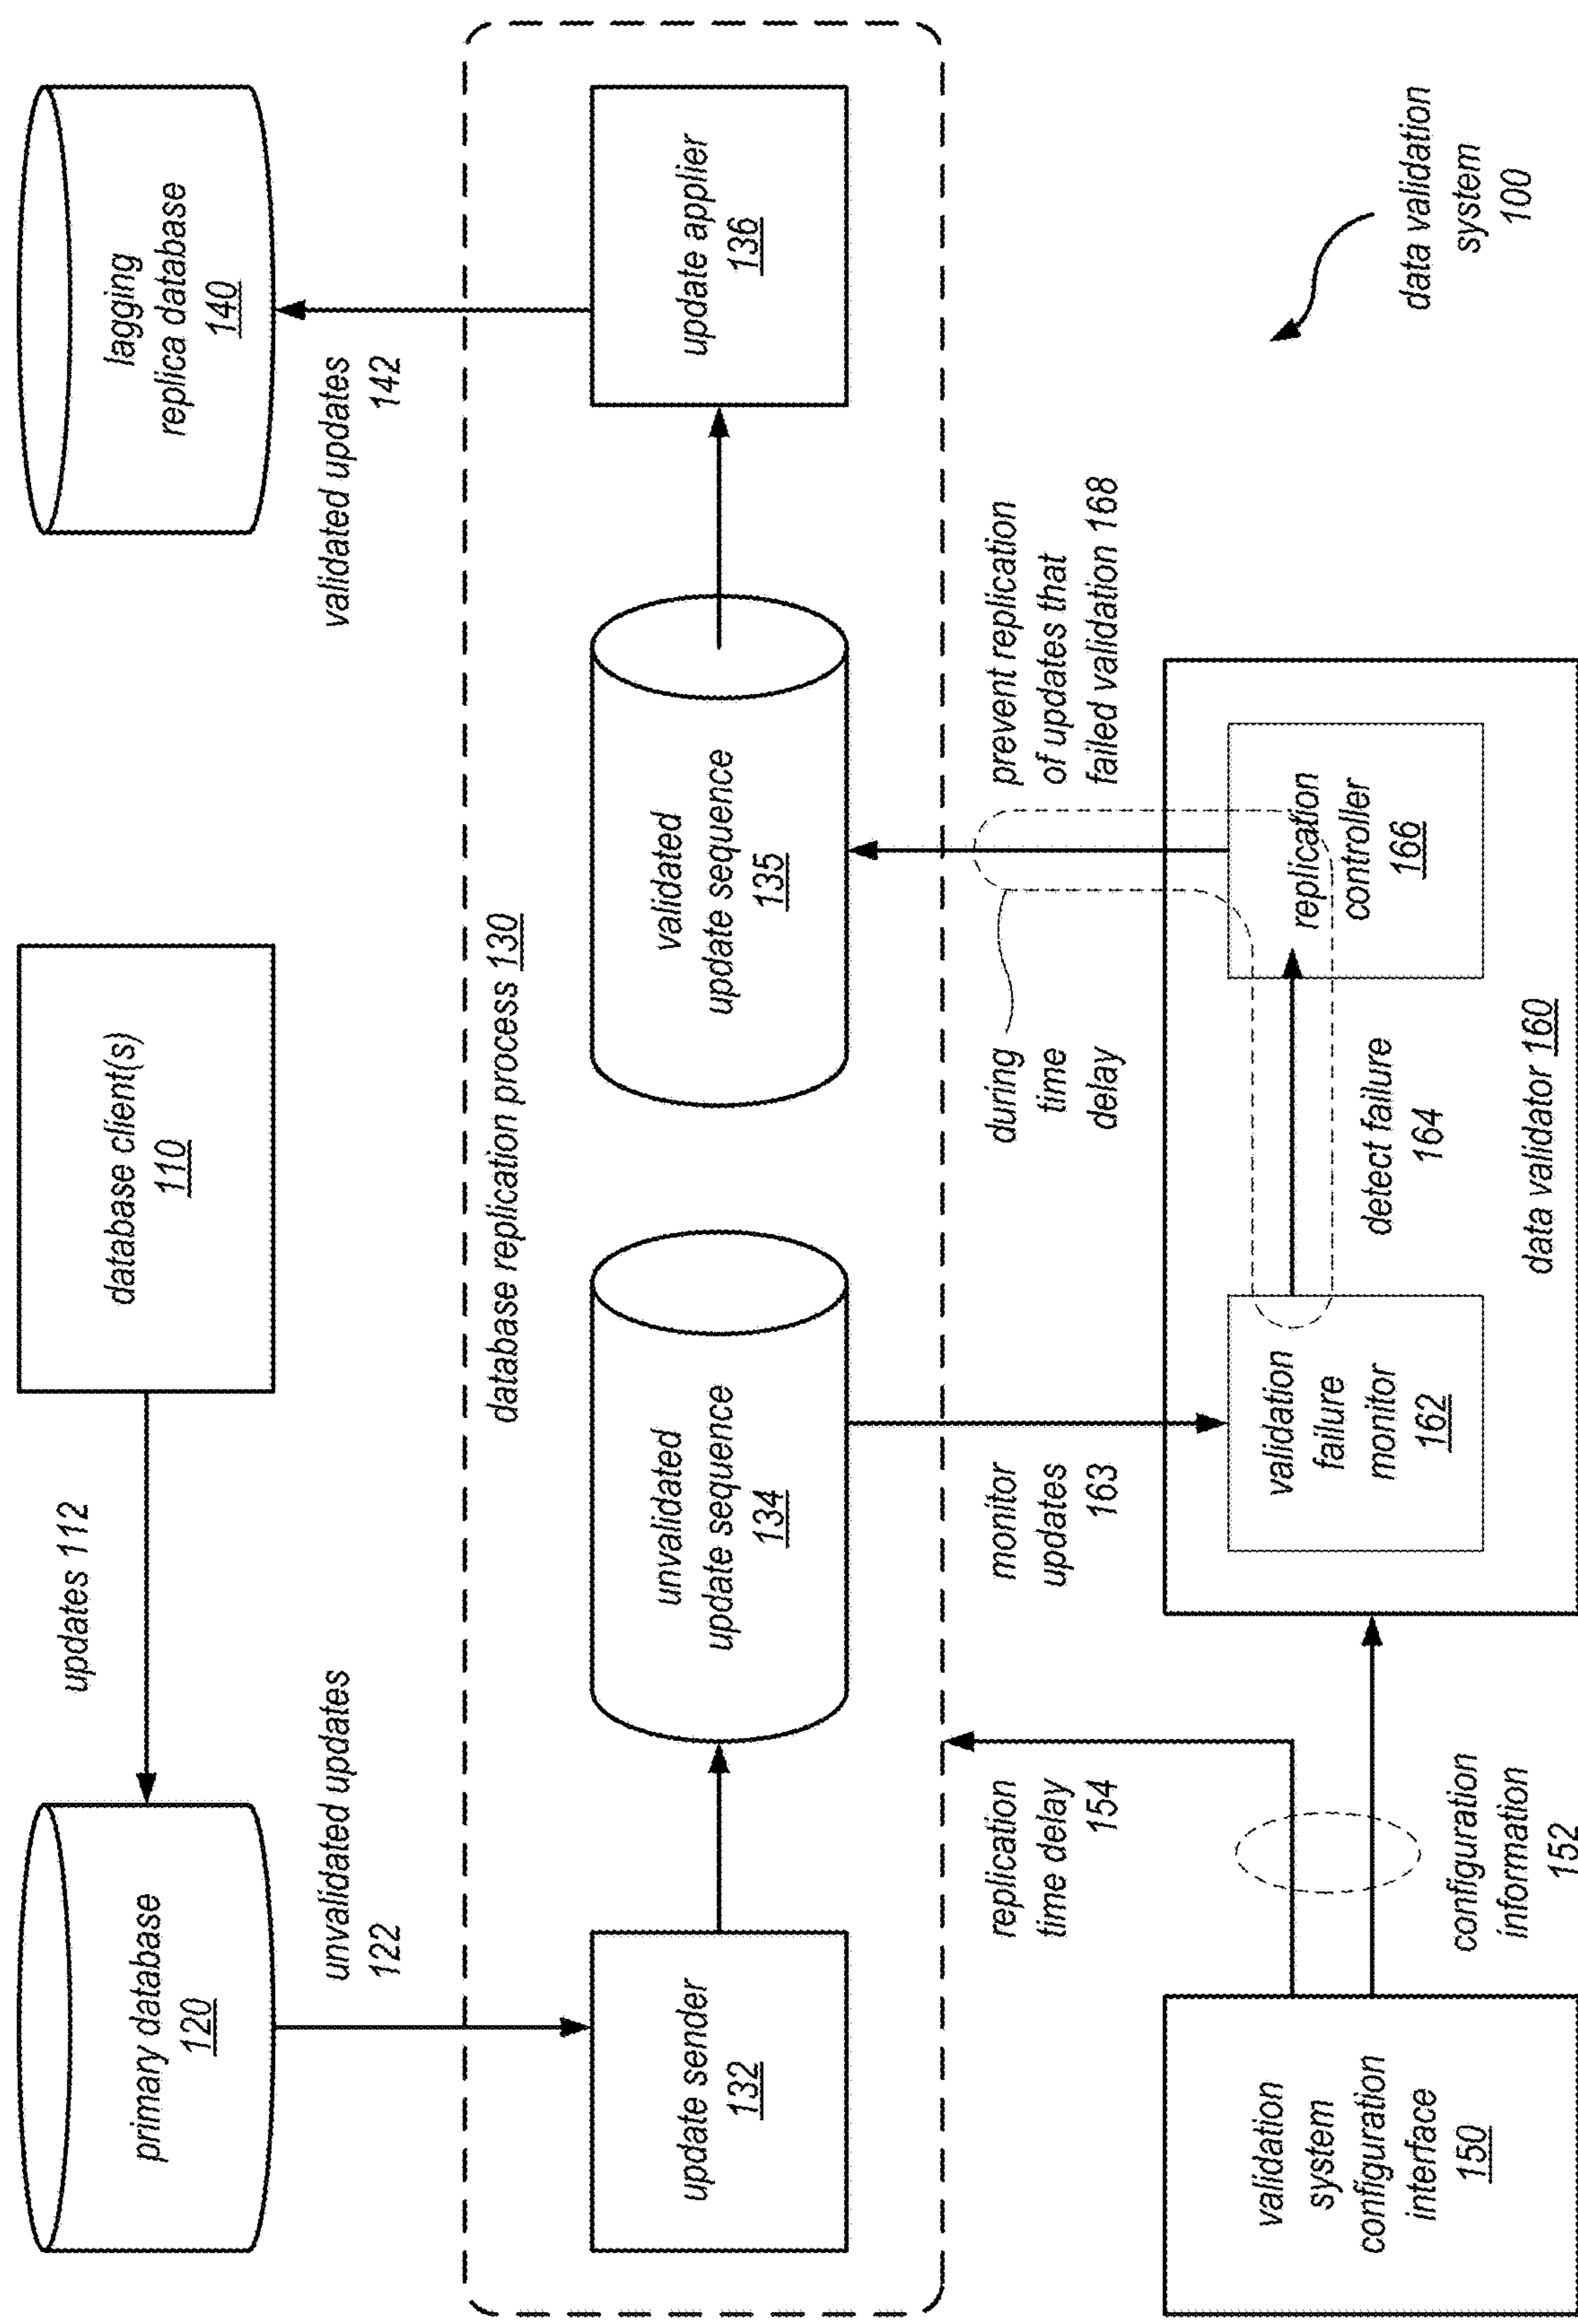 primary database
120
updates 112
database client(s)
110
lagging
replica database
140
unvalidated updates
122
validated updates
142
database replication process 130
update sender
132
unvalidated
update sequence
134
validated
update sequence
135
update applier
136
replication
time delay
154
monitor
updates
163
during
time
delay
prevent replication
of updates that
failed validation 168
validation
system
configuration
interface
150
configuration
information
152
validation
failure
monitor
162
detect failure
164
replication
controller
166
data validator 160
data validation
system
100